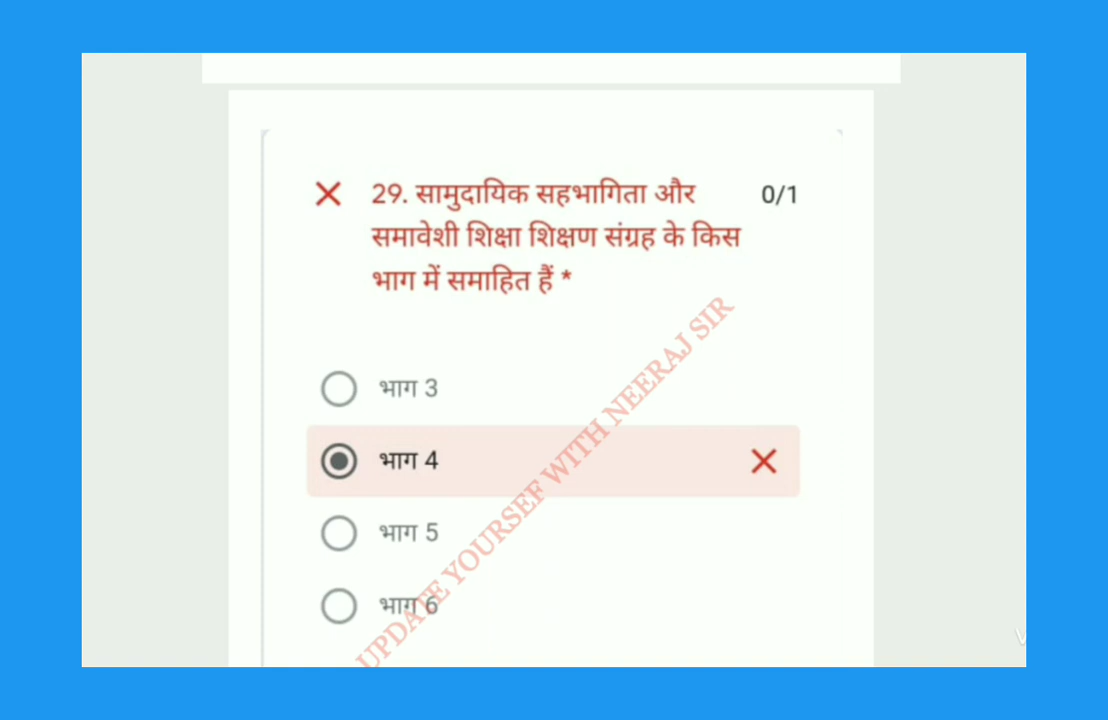 29. सामुदायिक सहभागिता और
0/1
समावेशी शिक्षा शिक्षण संग्रह के किस
भाग में समाहित हैं *
भाग 3
भाग 4
भाग 5
भाग 6
UPDATE YOURSEF WITH NEERAJ SIR